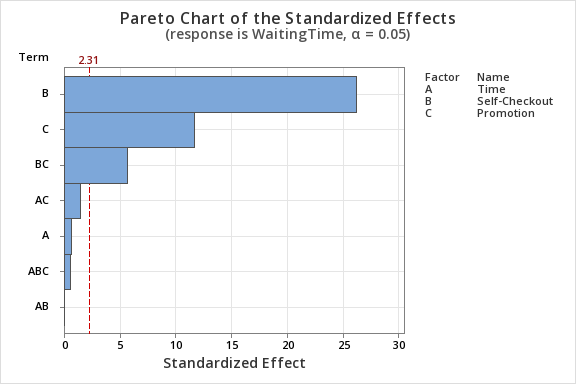 Pareto Chart of the Standardized Effects
(response is WaitingTime, α = 0.05)
Term
2.31
B
C
BC
AC
A
ABC
AB
0 5 10 15 20 25 30
Standardized Effect
Factor Name
A Time
B Self-Checkout
C Promotion